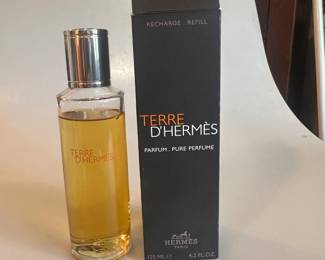 RECHARGE . REFILL
TERRE
D'HERMÈS
PARFUM . PURE PERFUME
HERMÈS
PARIS
125 ML ℮ 4.2 FL.OZ.
TERRE
D'HERMÈS